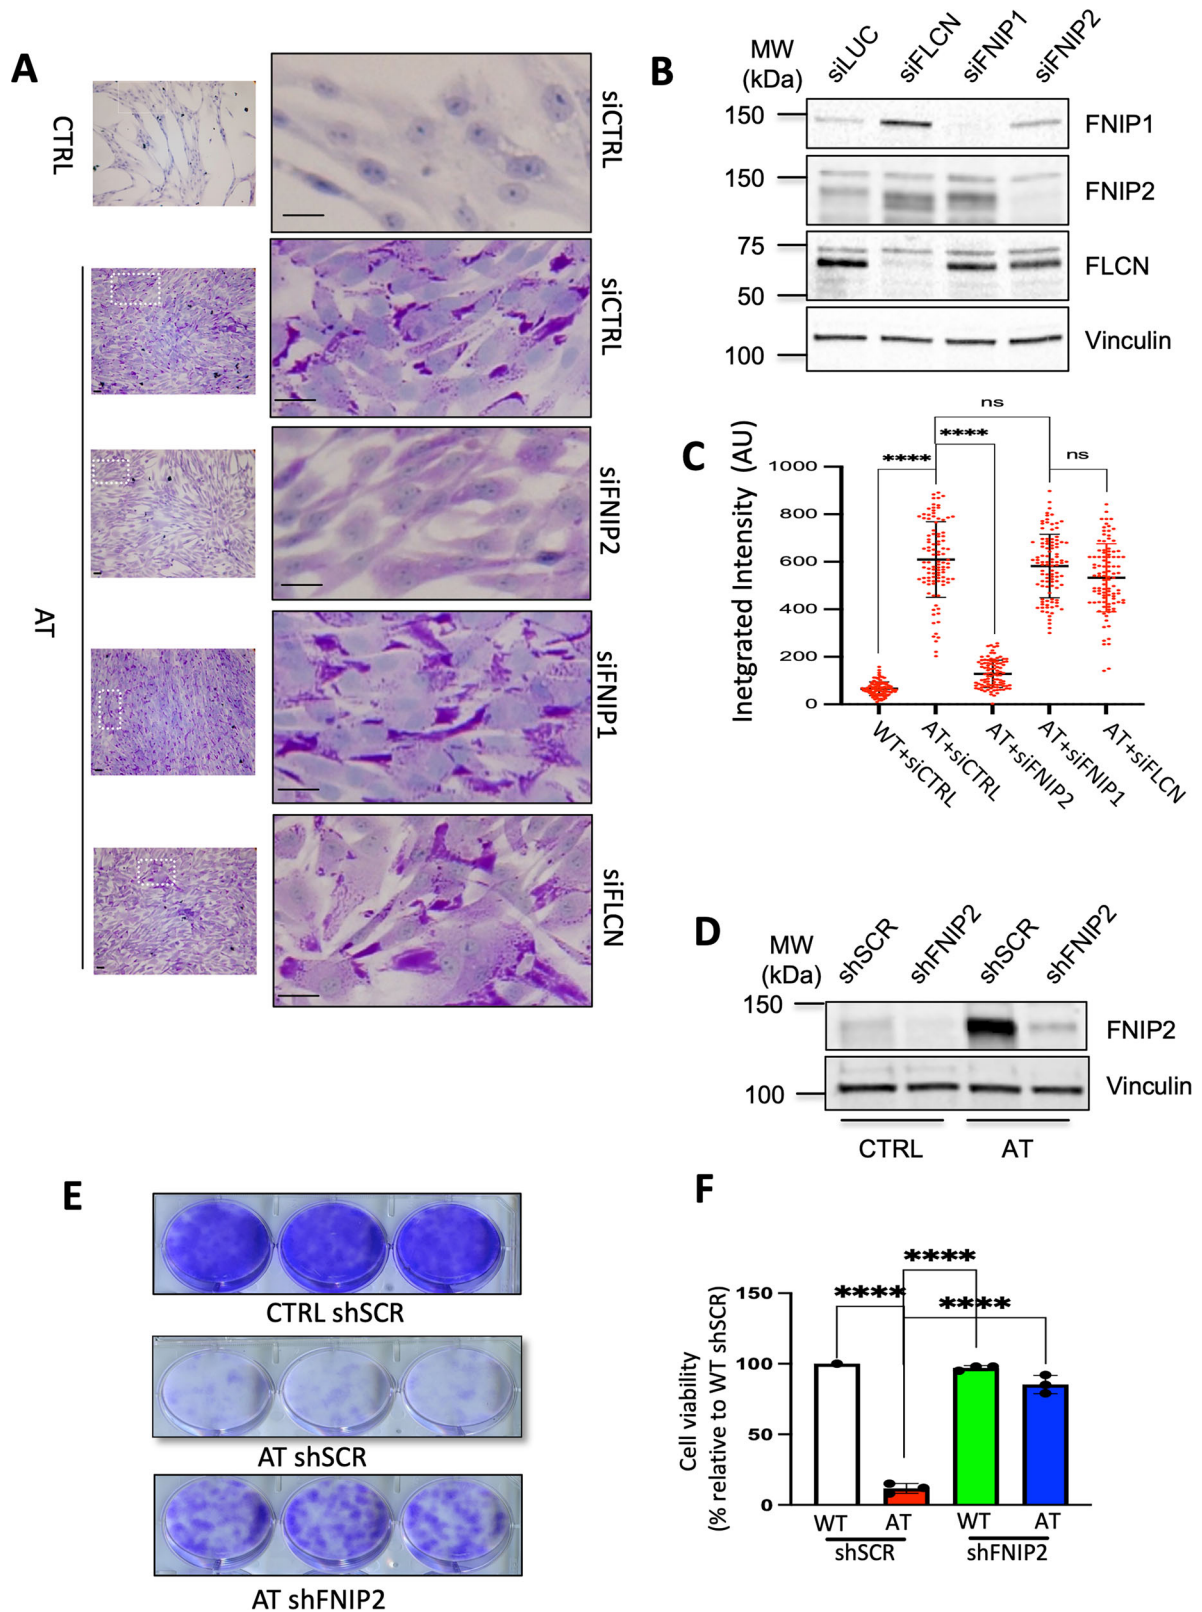 A
CTRL
siCTRL
AT
siCTRL
siFNIP2
siFNIP1
siFLCN
B
MW
(kDa)
siLUC
siFLCN
siFNIP1
siFNIP2
150
FNIP1
150
FNIP2
75
FLCN
50
100
Vinculin
C
Inetgrated Intensity (AU)
ns
****
****
ns
1000
800
600
400
200
0
WT+siCTRL
AT+siCTRL
AT+siFNIP2
AT+siFNIP1
AT+siFLCN
D
MW
(kDa)
shSCR
shFNIP2
shSCR
shFNIP2
150
FNIP2
100
Vinculin
CTRL
AT
E
CTRL shSCR
AT shSCR
AT shFNIP2
F
Cell viability
(% relative to WT shSCR)
****
****
****
150
100
50
0
WT
AT
WT
AT
shSCR
shFNIP2